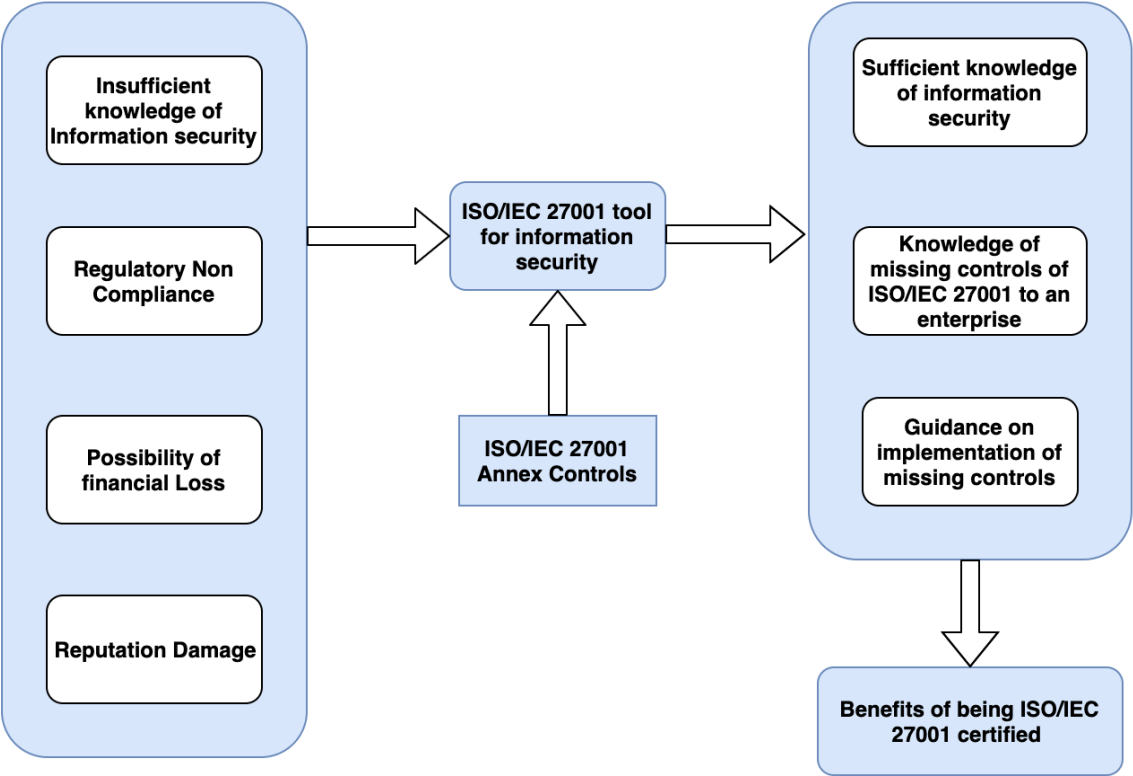 Insufficient
knowledge of
Information security
Regulatory Non
Compliance
Possibility of
financial Loss
Reputation Damage
ISO/IEC 27001 tool
for information
security
ISO/IEC 27001
Annex Controls
Sufficient knowledge
of information
security
Knowledge of
missing controls of
ISO/IEC 27001 to an
enterprise
Guidance on
implementation of
missing controls
Benefits of being ISO/IEC
27001 certified